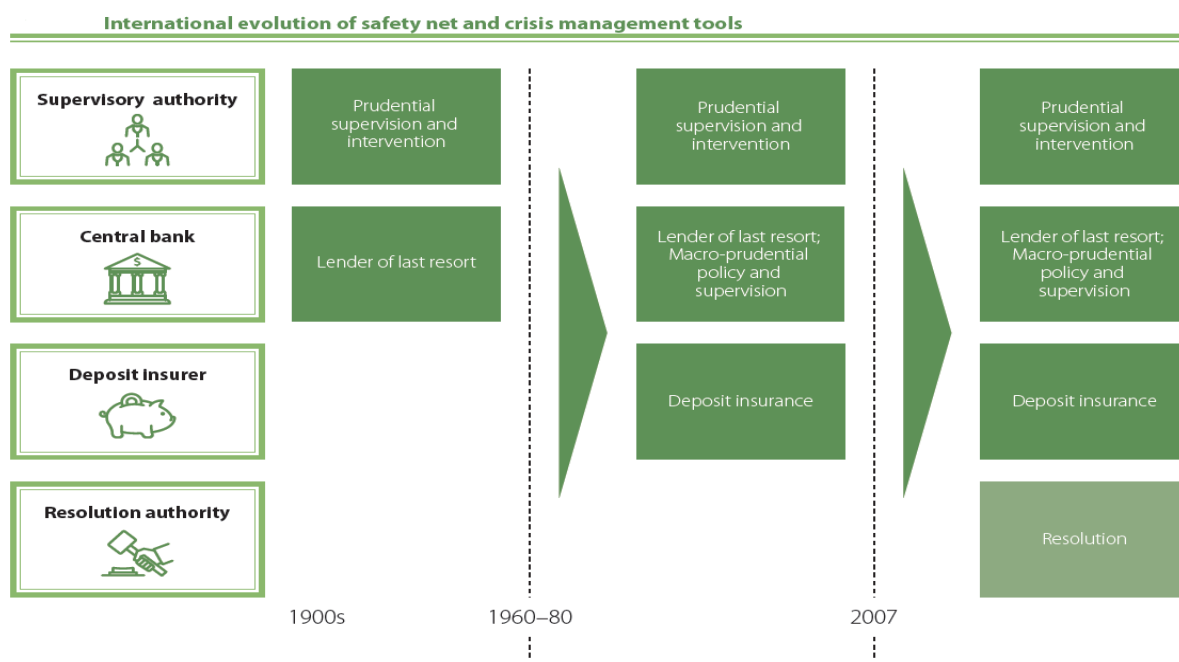 International evolution of safety net and crisis management tools
Supervisory authority
Prudential
supervision and
intervention
Prudential
supervision and
intervention
Prudential
supervision and
intervention
Central bank
$
Lender of last resort
Lender of last resort;
Macro-prudential
policy and
supervision
Lender of last resort;
Macro-prudential
policy and
supervision
Deposit insurer
Deposit insurance
Deposit insurance
Resolution authority
Resolution
1900s
1960–80
2007